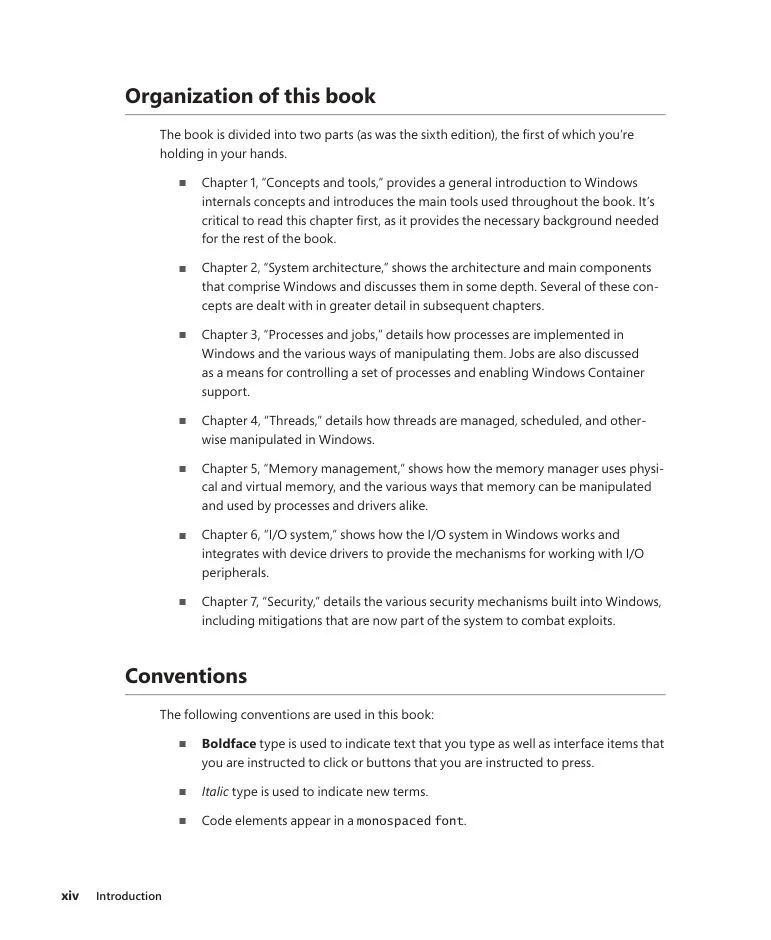 Organization of this book
The book is divided into two parts (as was the sixth edition), the first of which you’re
holding in your hands.
■ Chapter 1, “Concepts and tools,” provides a general introduction to Windows
internals concepts and introduces the main tools used throughout the book. It’s
critical to read this chapter first, as it provides the necessary background needed
for the rest of the book.
■ Chapter 2, “System architecture,” shows the architecture and main components
that comprise Windows and discusses them in some depth. Several of these con-
cepts are dealt with in greater detail in subsequent chapters.
■ Chapter 3, “Processes and jobs,” details how processes are implemented in
Windows and the various ways of manipulating them. Jobs are also discussed
as a means for controlling a set of processes and enabling Windows Container
support.
■ Chapter 4, “Threads,” details how threads are managed, scheduled, and other-
wise manipulated in Windows.
■ Chapter 5, “Memory management,” shows how the memory manager uses physi-
cal and virtual memory, and the various ways that memory can be manipulated
and used by processes and drivers alike.
■ Chapter 6, “I/O system,” shows how the I/O system in Windows works and
integrates with device drivers to provide the mechanisms for working with I/O
peripherals.
■ Chapter 7, “Security,” details the various security mechanisms built into Windows,
including mitigations that are now part of the system to combat exploits.
Conventions
The following conventions are used in this book:
■ Boldface type is used to indicate text that you type as well as interface items that
you are instructed to click or buttons that you are instructed to press.
■ Italic type is used to indicate new terms.
■ Code elements appear in a monospaced font.
xiv Introduction